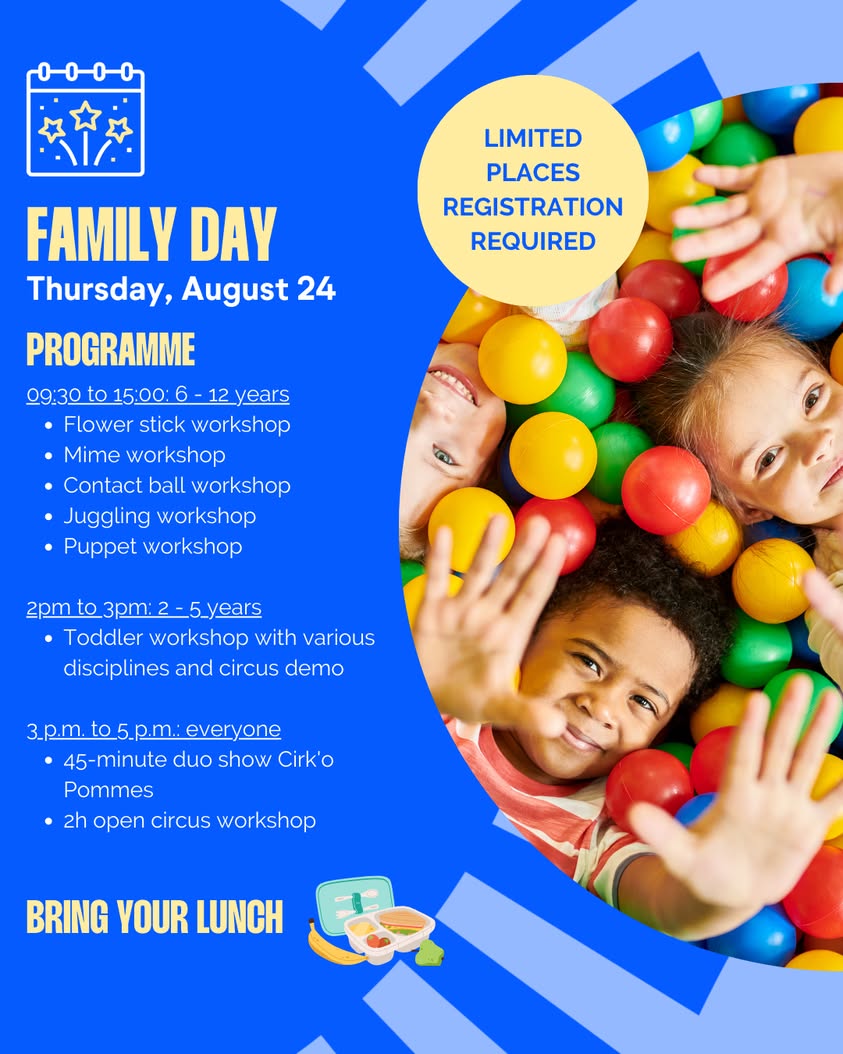 LIMITED
PLACES
REGISTRATION
REQUIRED
FAMILY DAY
Thursday, August 24
PROGRAMME
09:30 to 15:00: 6 - 12 years
• Flower stick workshop
• Mime workshop
• Contact ball workshop
• Juggling workshop
• Puppet workshop
2pm to 3pm: 2 - 5 years
• Toddler workshop with various
disciplines and circus demo
3 p.m. to 5 p.m.: everyone
• 45-minute duo show Cirk'o
Pommes
• 2h open circus workshop
BRING YOUR LUNCH